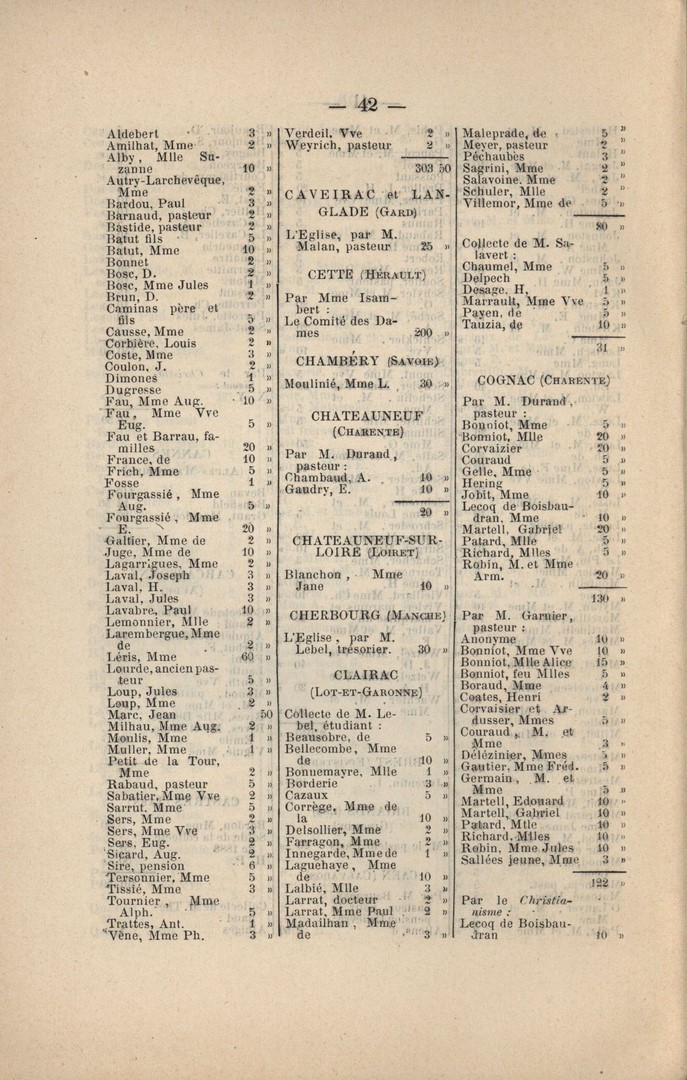 — 42 —
Aldebert 3 »
Amilhat, Mme 2 »
Alby, Mlle Su-
zanne 10 »
Autry-Larchevêque,
Mme 2 »
Bardou, Paul 3 »
Barnaud, pasteur 2 »
Bastide, pasteur 2 »
Batut fils 5 »
Batut, Mme 10 »
Bonnet 2 »
Bosc, D. 2 »
Bosc, Mme Jules 1 »
Brun, D. 2 »
Caminas père et
fils 5 »
Causse, Mme 2 »
Corbière, Louis 2 »
Coste, Mme 3 »
Coulon, J. 2 »
Dimones 1 »
Dugresse 5 »
Fau, Mme Aug. 10 »
Fau, Mme Vve
Eug. 5 »
Fau et Barrau, fa-
milles 20 »
France, de 10 »
Frich, Mme 5 »
Fosse 1 »
Fourgassié, Mme
Aug. 5 »
Fourgassié, Mme
E. 20 »
Galtier, Mme de 2 »
Juge, Mme de 10 »
Lagarrigues, Mme 2 »
Laval, Joseph 3 »
Laval, H. 3 »
Laval, Jules 3 »
Lavabre, Paul 10 »
Lemonnier, Mlle 2 »
Larembergue, Mme
de 2 »
Léris, Mme 60 »
Lourde, ancien pas-
teur 5 »
Loup, Jules 3 »
Loup, Mme 2 »
Marc, Jean 50
Milhau, Mme Aug. 2 »
Moulis, Mme 1 »
Muller, Mme 1 »
Petit de la Tour,
Mme 2 »
Rabaud, pasteur 5 »
Sabatier, Mme Vve 2 »
Sarrut, Mme 5 »
Sers, Mme 2 »
Sers, Mme Vve 3 »
Sers, Eug. 2 »
Sicard, Aug. 2 »
Sire, pension 6 »
Tersonnier, Mme 5 »
Tissié, Mme 3 »
Tournier, Mme
Alph. 5 »
Trattes, Ant. 1 »
Vène, Mme Ph. 3 »
Verdeil, Vve 2 »
Weyrich, pasteur 2 »
303 50
CAVEIRAC et LAN-
GLADE (GARD)
L'Eglise, par M.
Malan, pasteur 25 »
CETTE (HÉRAULT)
Par Mme Isam-
bert :
Le Comité des Da-
mes 200 »
CHAMBÉRY (SAVOIE)
Moulinié, Mme L. 30 »
CHATEAUNEUF
(CHARENTE)
Par M. Durand,
pasteur :
Chambaud, A. 10 »
Gaudry, E. 10 »
20 »
CHATEAUNEUF-SUR-
LOIRE (LOIRET)
Blanchon, Mme
Jane 10 »
CHERBOURG (MANCHE)
L'Eglise, par M.
Lebel, trésorier. 30 »
CLAIRAC
(LOT-ET-GARONNE)
Collecte de M. Le-
bel, étudiant :
Beausobre, de 5 »
Bellecombe, Mme
de 10 »
Bonnemayre, Mlle 1 »
Borderie 3 »
Cazaux 5 »
Corrège, Mme de
la 10 »
Delsollier, Mme 2 »
Farragon, Mme 2 »
Innegarde, Mme de 1 »
Laguehaye, Mme
de 10 »
Lalbié, Mlle 3 »
Larrat, docteur 2 »
Larrat, Mme Paul 2 »
Madailhan, Mme
de 3 »
Maleprade, de 5 »
Meyer, pasteur 2 »
Péchaubès 3 »
Sagrini, Mme 2 »
Salavoine, Mme 2 »
Schuler, Mlle 2 »
Villemor, Mme de 5 »
80 »
Collecte de M. Sa-
lavert :
Chaumel, Mme 5 »
Delpech 5 »
Desage, H, 1 »
Marrault, Mme Vve 5 »
Payen, de 5 »
Tauzia, de 10 »
31 »
COGNAC (CHARENTE)
Par M. Durand,
pasteur :
Bonniot, Mme 5 »
Bonniot, Mlle 20 »
Corvaizier 20 »
Couraud 5 »
Gelle, Mme 5 »
Hering 5 »
Jobit, Mme 10 »
Lecoq de Boisbau-
dran, Mme 10 »
Martell, Gabriel 20 »
Patard, Mlle 5 »
Richard, Mlles 5 »
Robin, M. et Mme
Arm. 20 »
130 »
Par M. Garnier,
pasteur :
Anonyme 10 »
Bonniot, Mme Vve 10 »
Bonniot, Mlle Alice 15 »
Bonniot, feu Mlles 5 »
Boraud, Mme 4 »
Coates, Henri 2 »
Corvaisier et Ar-
dusser, Mmes 5 »
Couraud, M. et
Mme 3 »
Délézinier, Mmes 5 »
Gautier, Mme Fréd. 5 »
Germain, M. et
Mme 5 »
Martell, Edouard 10 »
Martell, Gabriel 10 »
Patard, Mlle 10 »
Richard, Mlles 10 »
Robin, Mme Jules 10 »
Sallées jeune, Mme 3 »
122 »
Par le Christia-
nisme :
Lecoq de Boisbau-
dran 10 »